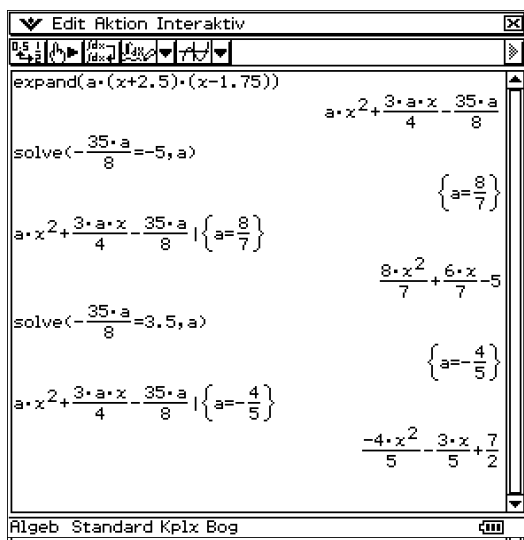 Edit Aktion Interaktiv
expand(a·(x+2.5)·(x-1.75))
a·x²+3·a·x/4-35·a/8
solve(-35·a/8=-5,a)
{a=8/7}
a·x²+3·a·x/4-35·a/8|{a=8/7}
8·x²/7+6·x/7-5
solve(-35·a/8=3.5,a)
{a=-4/5}
a·x²+3·a·x/4-35·a/8|{a=-4/5}
-4·x²/5-3·x/5+7/2
Algeb Standard Kplx Bog